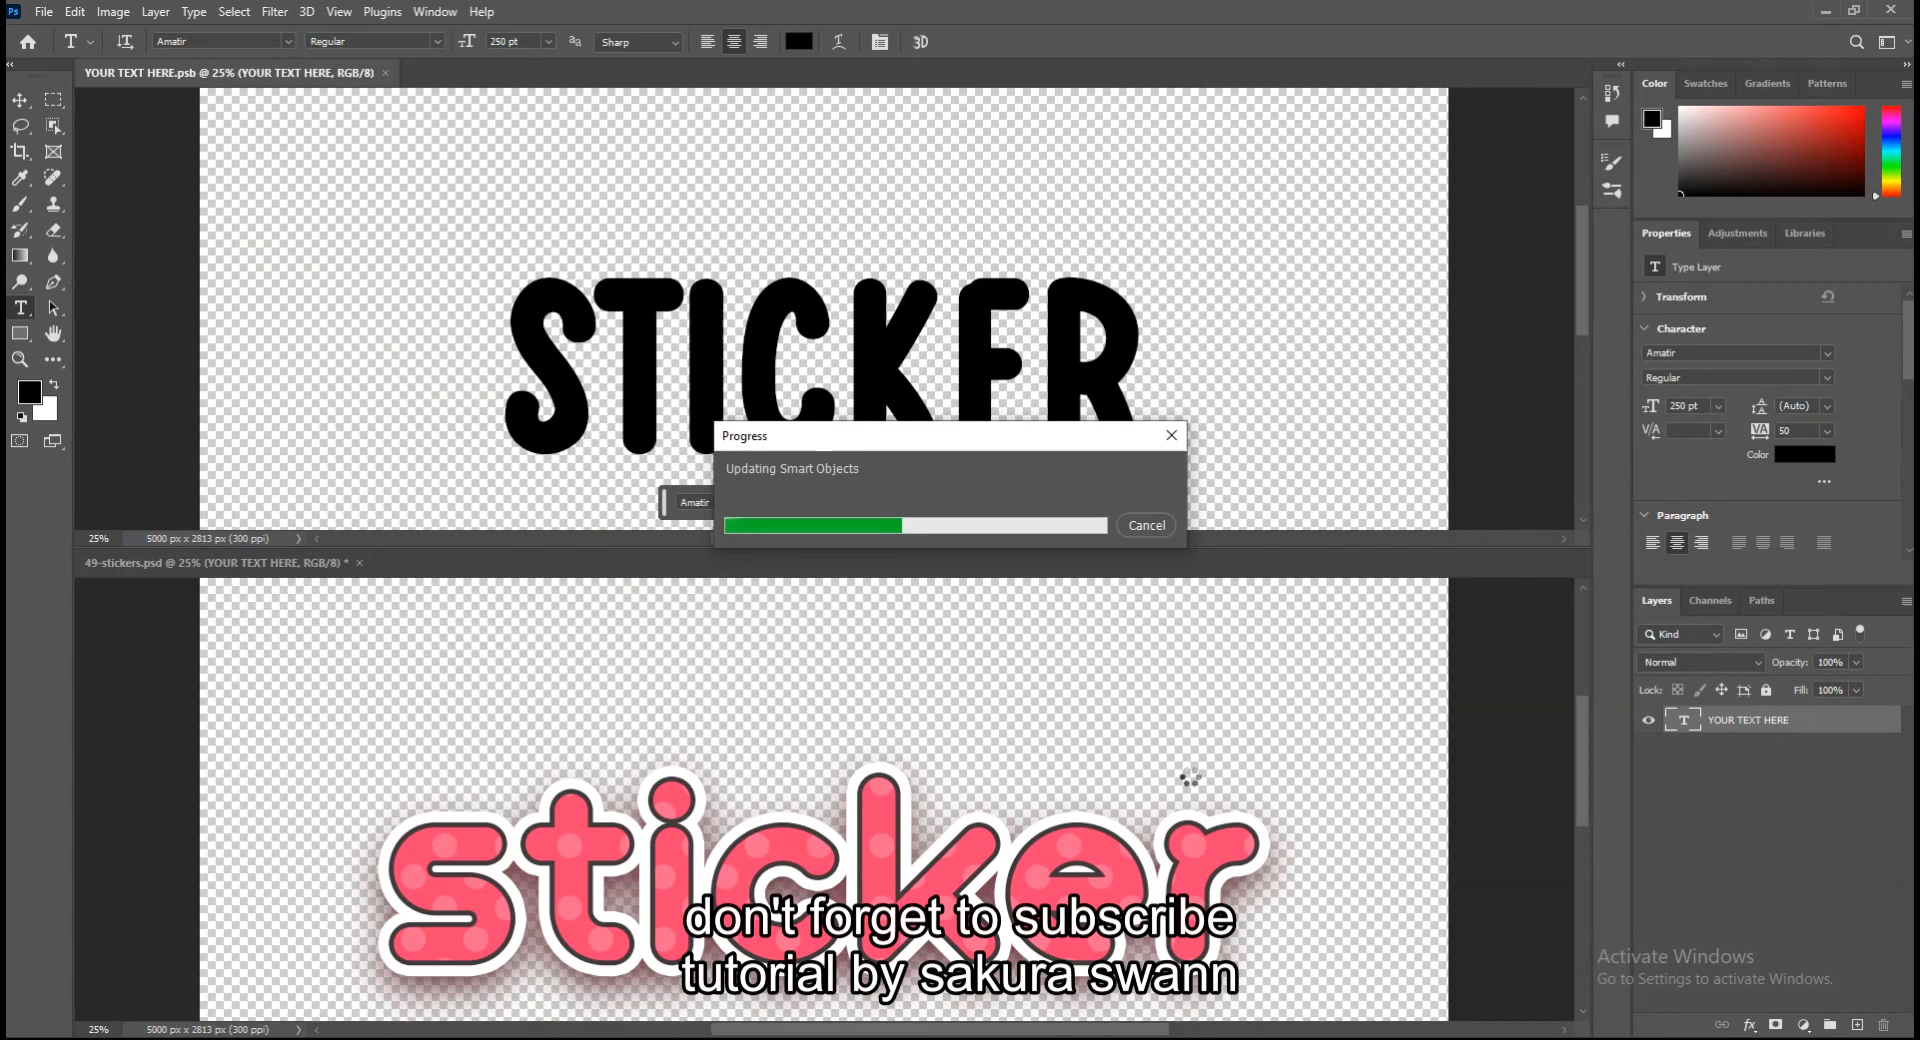 Ps File Edit Image Layer Type Select Filter 3D View Plugins Window Help
Amatir Regular 250 pt Sharp 3D
YOUR TEXT HERE.psb @ 25% (YOUR TEXT HERE, RGB/8) ×
Color Swatches Gradients Patterns
Properties Adjustments Libraries
Type Layer
Transform
Character
Amatir
Regular
250 pt (Auto)
50
Color
Paragraph
STICKER
Progress
Updating Smart Objects
Amatir
Cancel
25% 5000 px x 2813 px (300 ppi)
49-stickers.psd @ 25% (YOUR TEXT HERE, RGB/8) * ×
Layers Channels Paths
Kind
Normal Opacity: 100%
Lock: Fill: 100%
YOUR TEXT HERE
sticker
don't forget to subscribe
tutorial by sakura swann
Activate Windows
Go to Settings to activate Windows.
25% 5000 px x 2813 px (300 ppi)